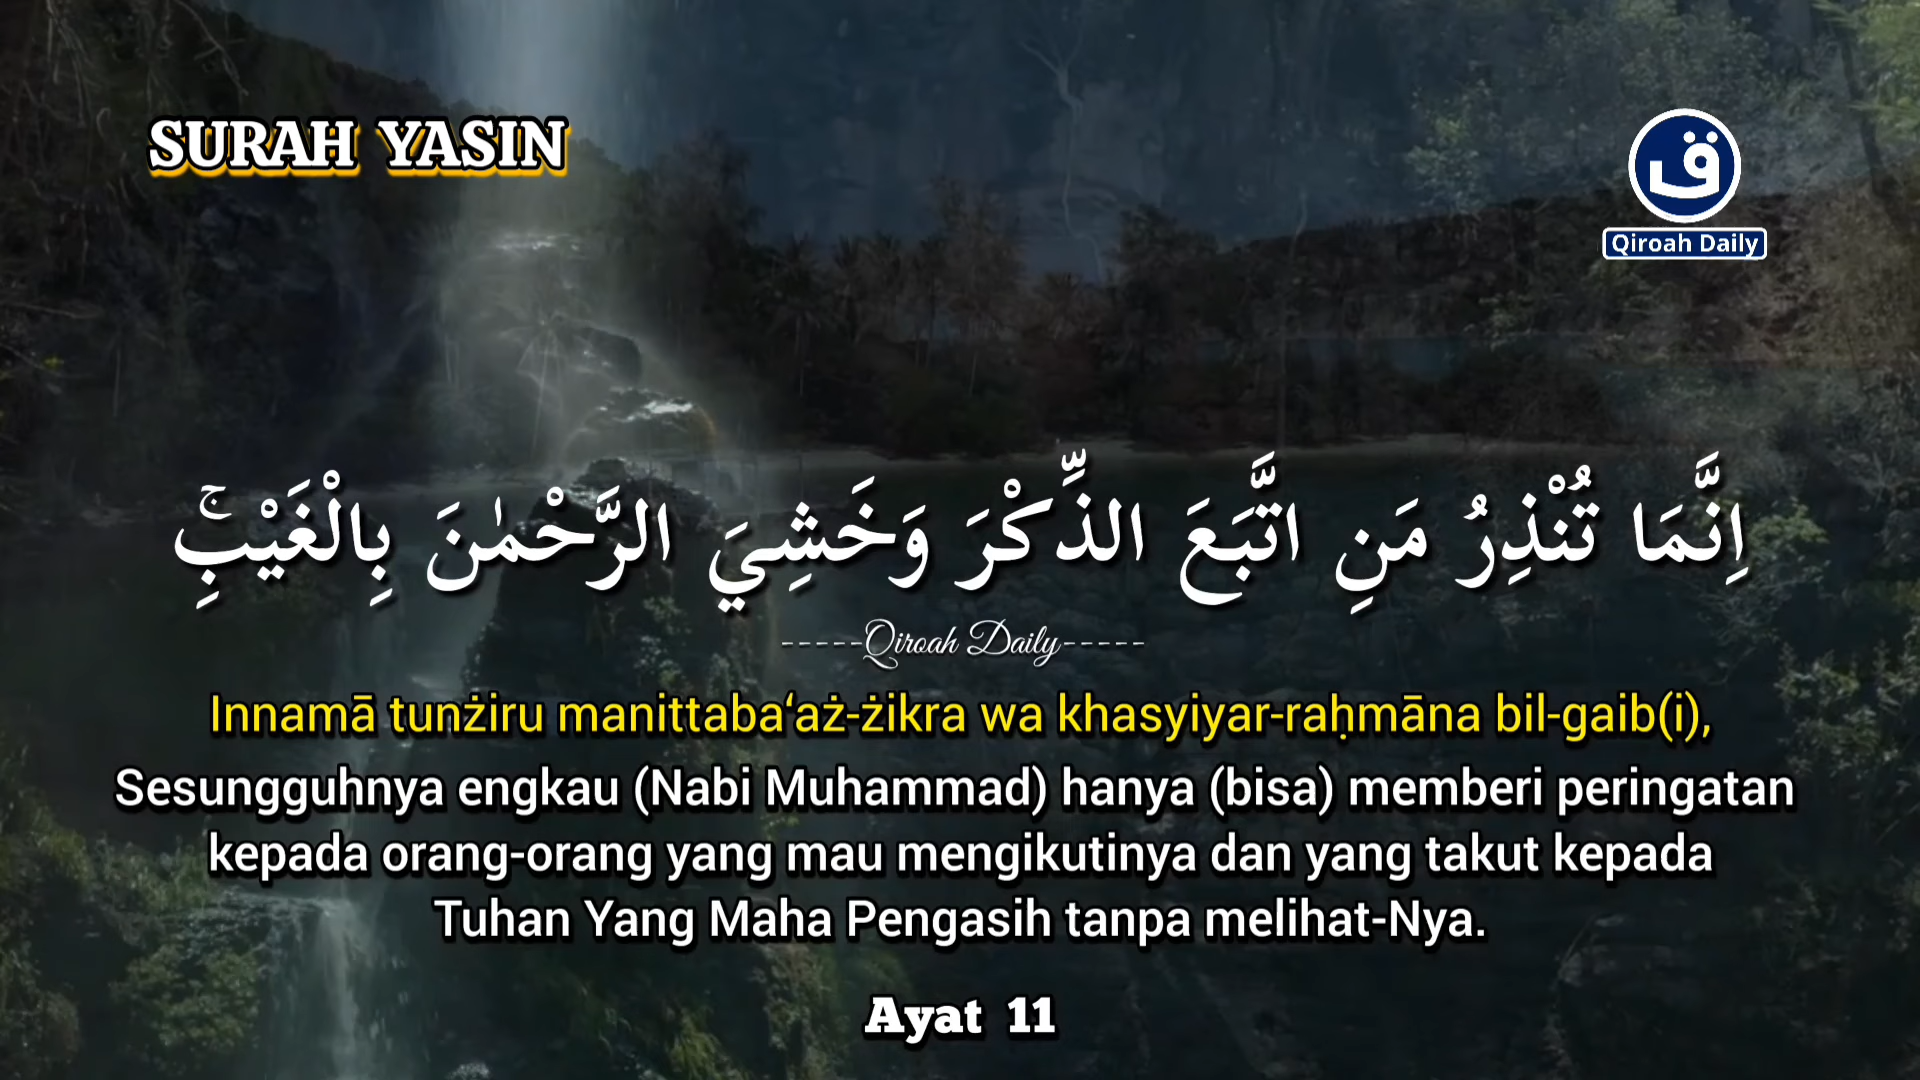 SURAH YASIN
ق
Qiroah Daily
اِنَّمَا تُنْذِرُ مَنِ اتَّبَعَ الذِّكْرَ وَخَشِيَ الرَّحْمٰنَ بِالْغَيْبِۚ
-----Qiroah Daily-----
Innamā tunżiru manittaba‘aż-żikra wa khasyiyar-raḥmāna bil-gaib(i),
Sesungguhnya engkau (Nabi Muhammad) hanya (bisa) memberi peringatan
kepada orang-orang yang mau mengikutinya dan yang takut kepada
Tuhan Yang Maha Pengasih tanpa melihat-Nya.
Ayat 11